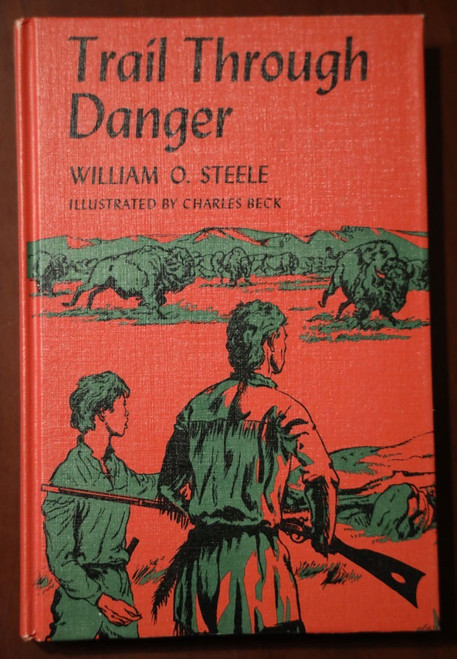 Trail Through
Danger
WILLIAM O. STEELE
ILLUSTRATED BY CHARLES BECK